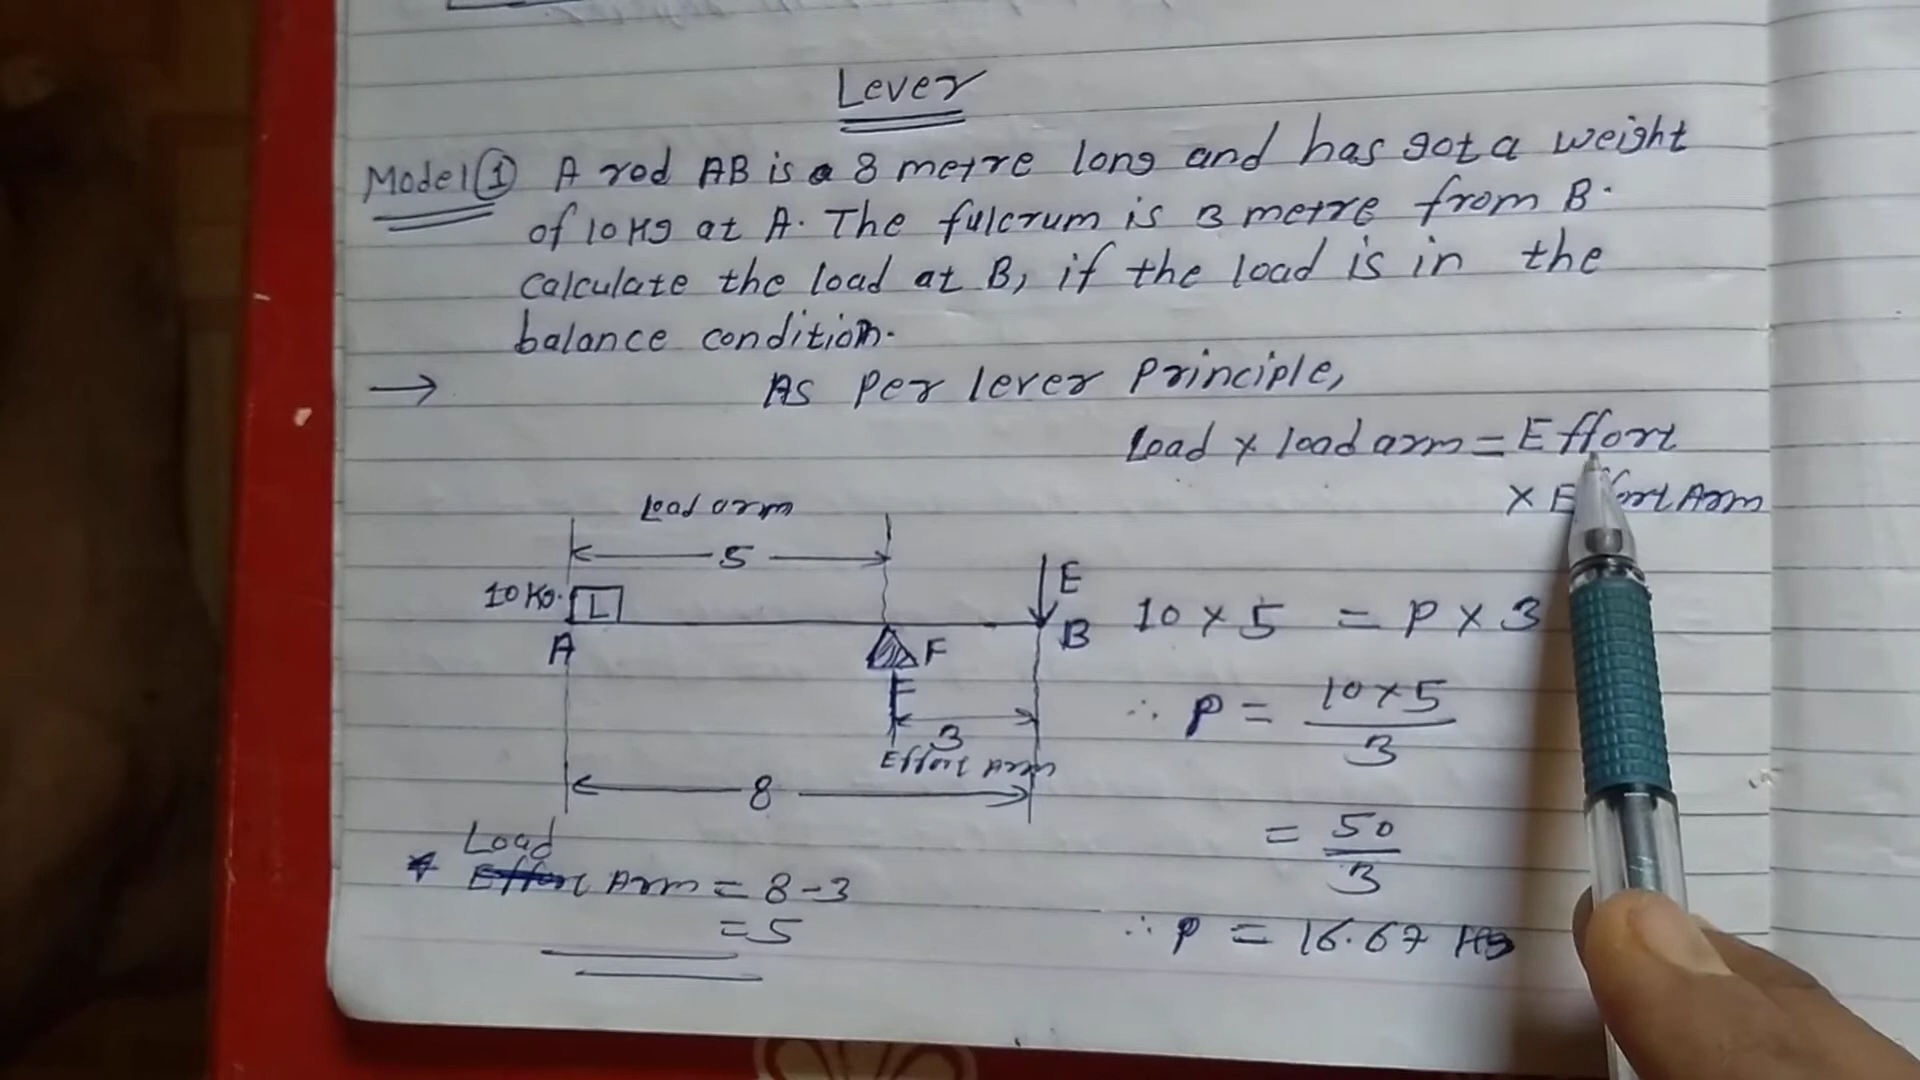 Lever
Model ① A rod AB is a 8 metre long and has got a weight
of 10 Kg at A. The fulcrum is 3 metre from B.
calculate the load at B, if the load is in the
balance condition.
→ As Per lever Principle,
Load × load arm = Effort
× Effort Arm
Load arm
5
10 Kg. L
A
F
E
B
F
3
Effort Arm
8
10 × 5 = P × 3
∴ P = 10×5
3
= 50
3
∴ P = 16.67 Kg
Load
* Arm = 8-3
= 5